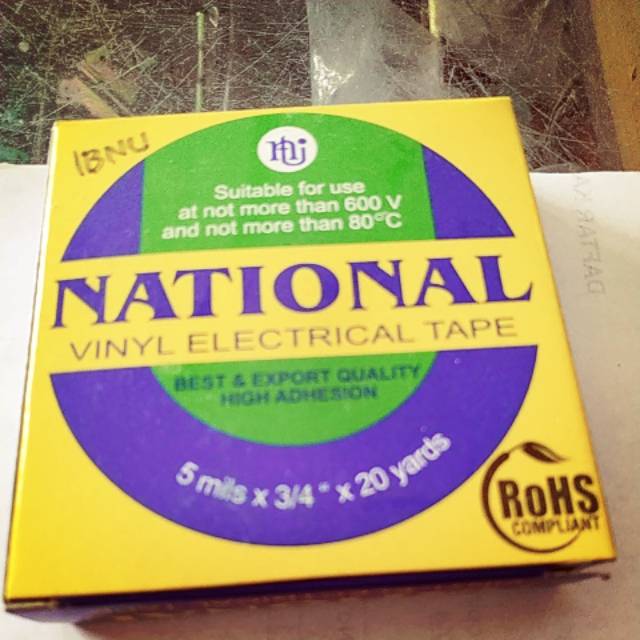 IBNU
Suitable for use
at not more than 600 V
and not more than 80°C
NATIONAL
VINYL ELECTRICAL TAPE
BEST & EXPORT QUALITY
HIGH ADHESION
5 mils x 3/4" x 20 yards
RoHS
COMPLIANT
DAFTAR